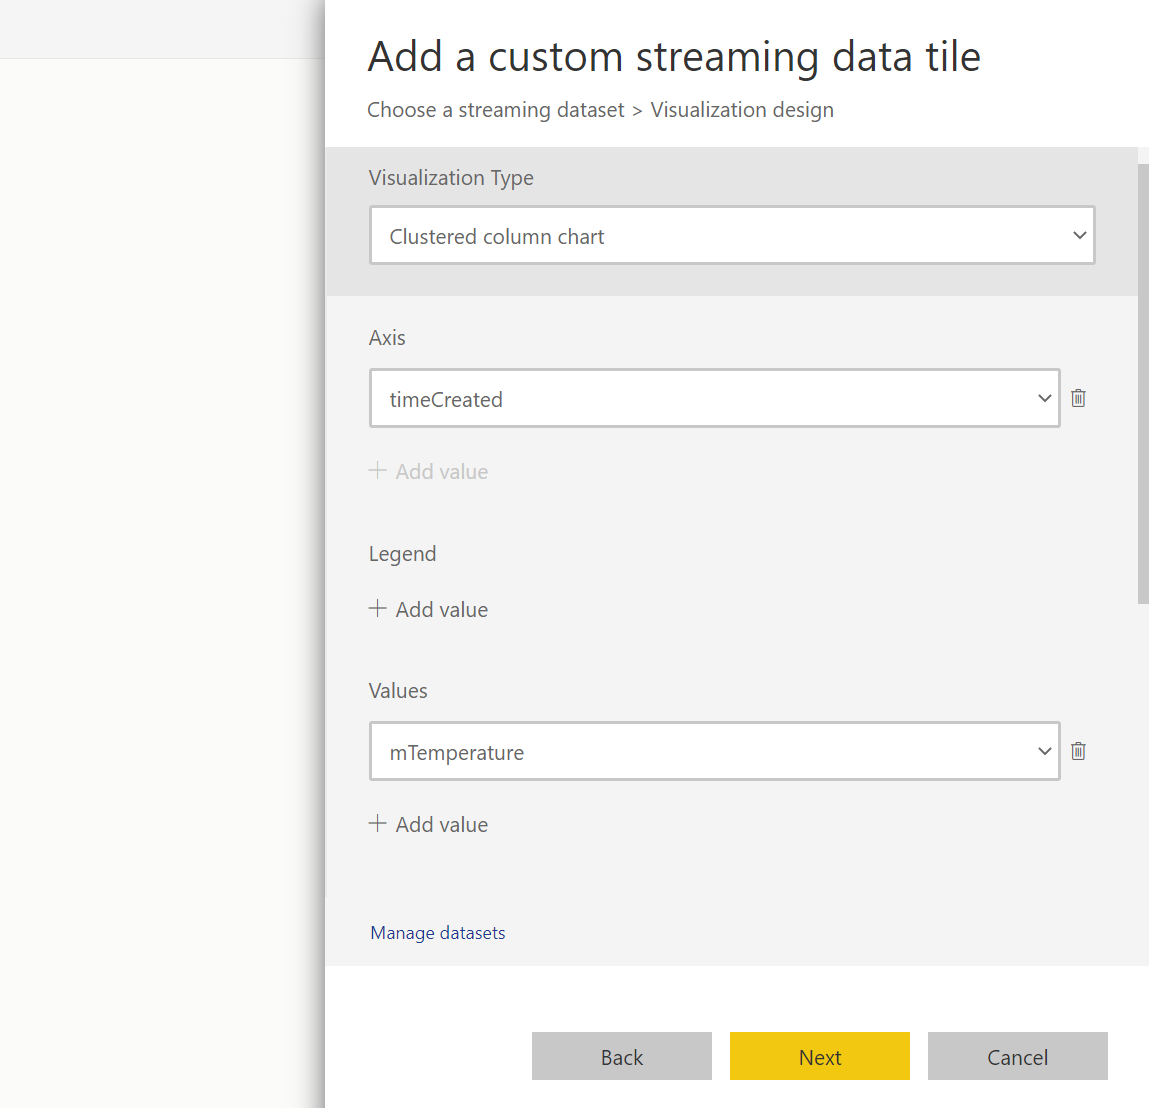 Add a custom streaming data tile
Choose a streaming dataset > Visualization design
Visualization Type
Clustered column chart
Axis
timeCreated
+ Add value
Legend
+ Add value
Values
mTemperature
+ Add value
Manage datasets
Back Next Cancel